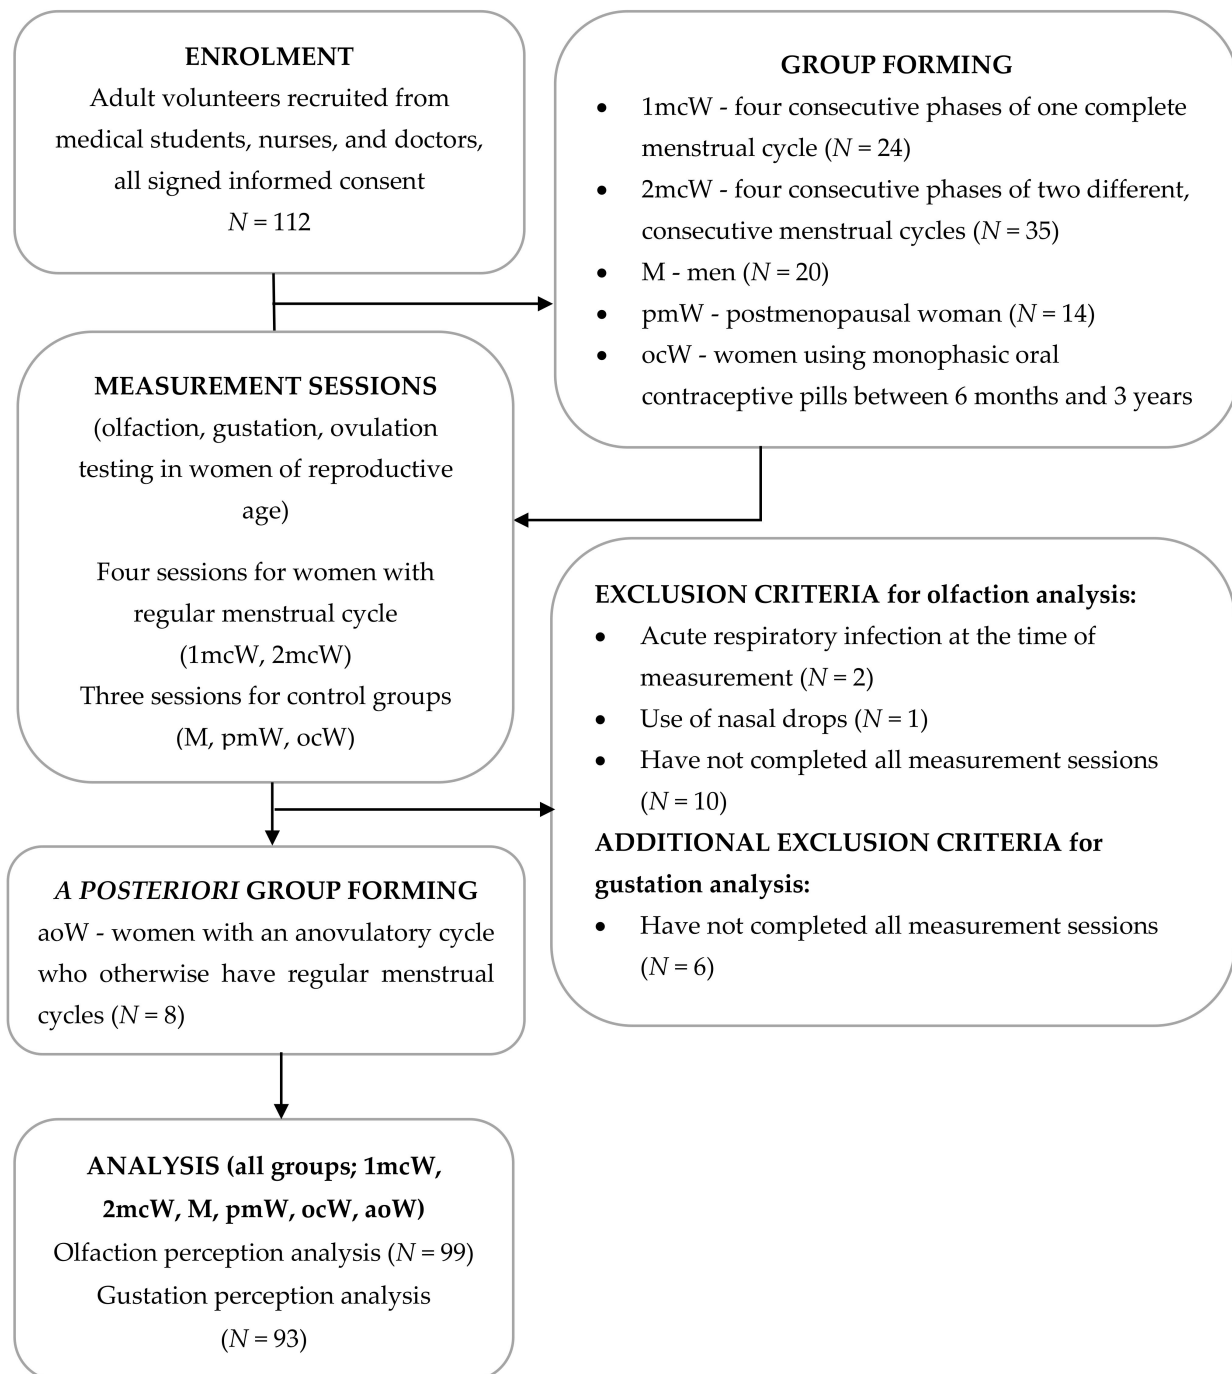 ENROLMENT
Adult volunteers recruited from
medical students, nurses, and doctors,
all signed informed consent
N = 112
GROUP FORMING
• 1mcW - four consecutive phases of one complete
menstrual cycle (N = 24)
• 2mcW - four consecutive phases of two different,
consecutive menstrual cycles (N = 35)
• M - men (N = 20)
• pmW - postmenopausal woman (N = 14)
• ocW - women using monophasic oral
contraceptive pills between 6 months and 3 years
MEASUREMENT SESSIONS
(olfaction, gustation, ovulation
testing in women of reproductive
age)
Four sessions for women with
regular menstrual cycle
(1mcW, 2mcW)
Three sessions for control groups
(M, pmW, ocW)
EXCLUSION CRITERIA for olfaction analysis:
• Acute respiratory infection at the time of
measurement (N = 2)
• Use of nasal drops (N = 1)
• Have not completed all measurement sessions
(N = 10)
ADDITIONAL EXCLUSION CRITERIA for
gustation analysis:
• Have not completed all measurement sessions
(N = 6)
A POSTERIORI GROUP FORMING
aoW - women with an anovulatory cycle
who otherwise have regular menstrual
cycles (N = 8)
ANALYSIS (all groups; 1mcW,
2mcW, M, pmW, ocW, aoW)
Olfaction perception analysis (N = 99)
Gustation perception analysis
(N = 93)